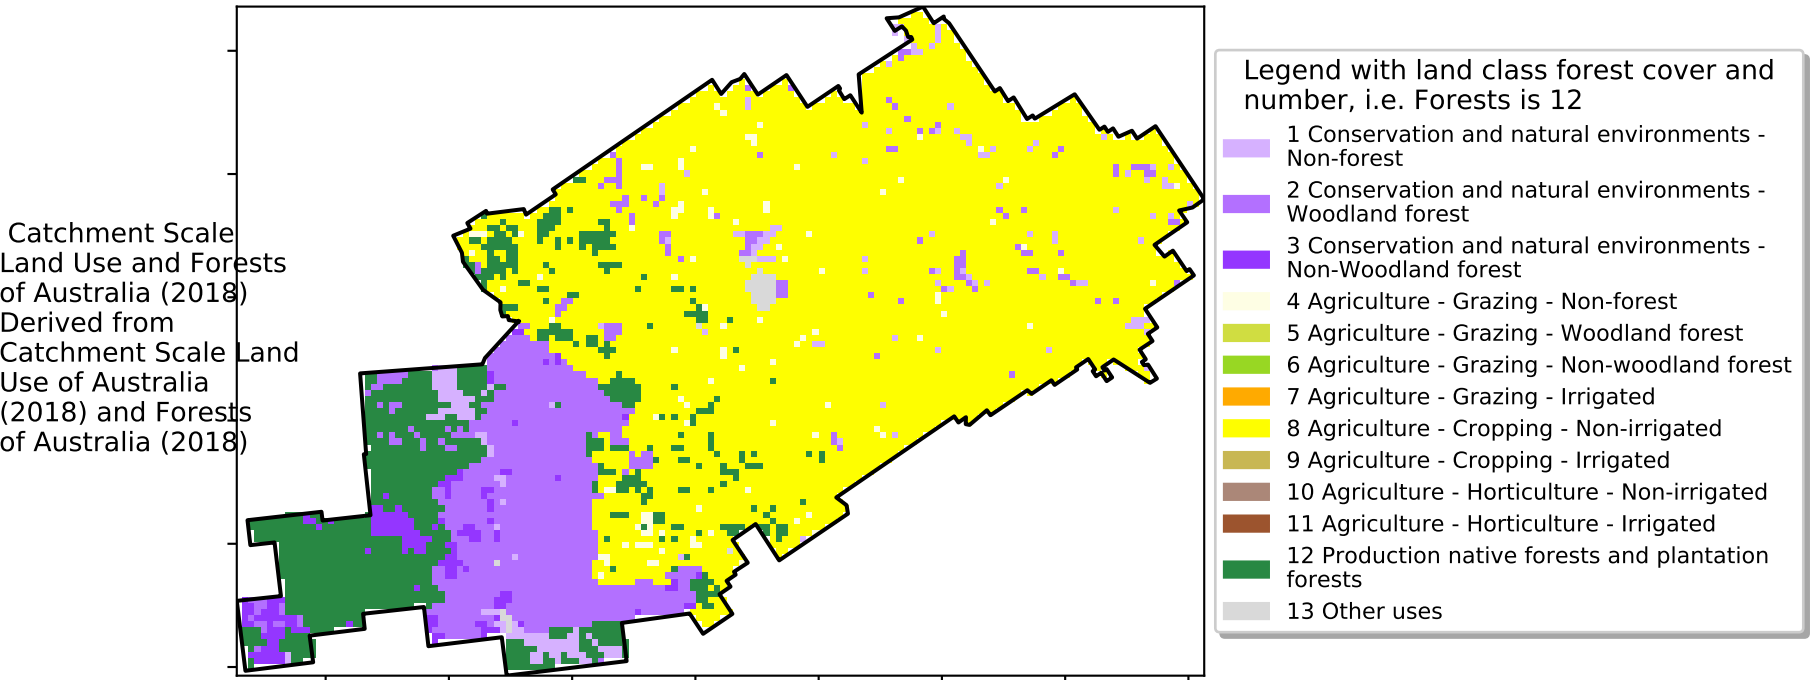 Catchment Scale
Land Use and Forests
of Australia (2018)
Derived from
Catchment Scale Land
Use of Australia
(2018) and Forests
of Australia (2018)
Legend with land class forest cover and
number, i.e. Forests is 12
1 Conservation and natural environments -
Non-forest
2 Conservation and natural environments -
Woodland forest
3 Conservation and natural environments -
Non-Woodland forest
4 Agriculture - Grazing - Non-forest
5 Agriculture - Grazing - Woodland forest
6 Agriculture - Grazing - Non-woodland forest
7 Agriculture - Grazing - Irrigated
8 Agriculture - Cropping - Non-irrigated
9 Agriculture - Cropping - Irrigated
10 Agriculture - Horticulture - Non-irrigated
11 Agriculture - Horticulture - Irrigated
12 Production native forests and plantation
forests
13 Other uses